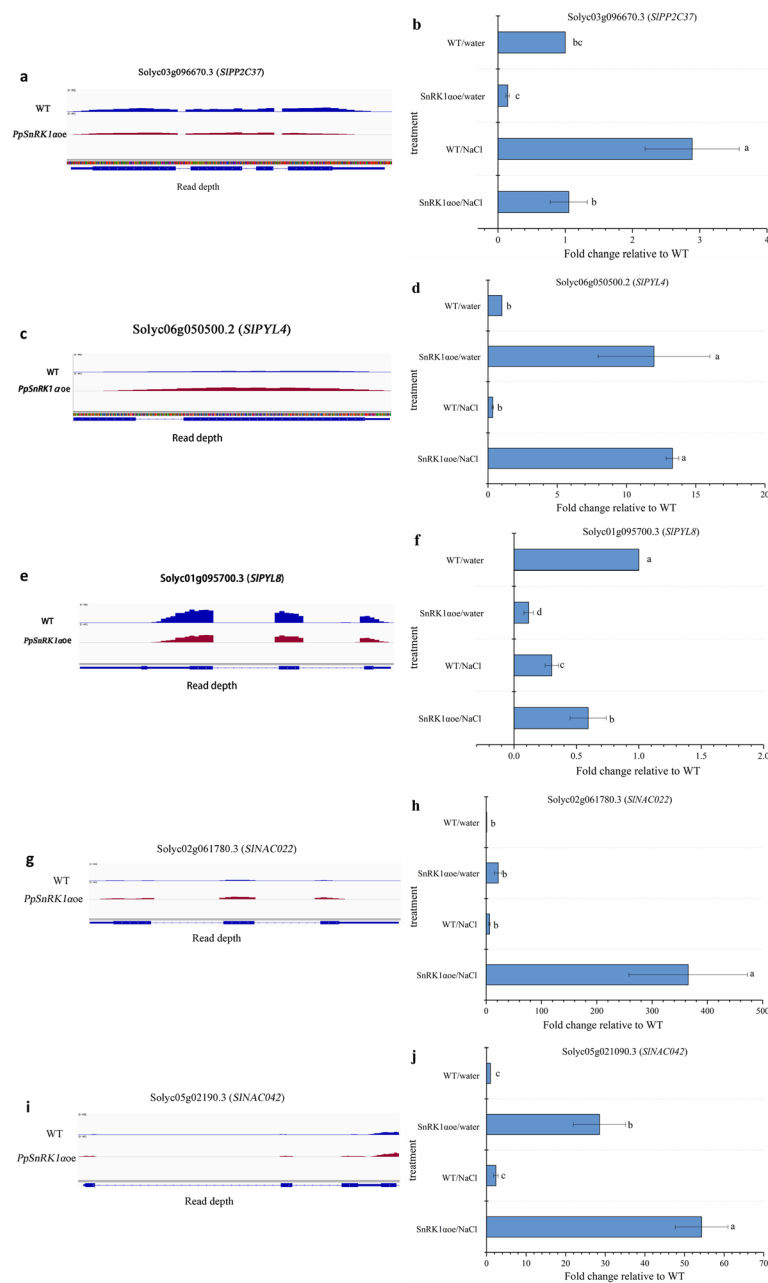 a
Solyc03g096670.3 (SlPP2C37)
WT
PpSnRK1αoe
Read depth
b
Solyc03g096670.3 (SlPP2C37)
treatment
WT/water
bc
SnRK1αoe/water
c
WT/NaCl
a
SnRK1αoe/NaCl
b
0 1 2 3 4
Fold change relative to WT
c
Solyc06g050500.2 (SlPYL4)
WT
PpSnRK1αoe
Read depth
d
Solyc06g050500.2 (SlPYL4)
treatment
WT/water
b
SnRK1αoe/water
a
WT/NaCl
b
SnRK1αoe/NaCl
a
0 5 10 15 20
Fold change relative to WT
e
Solyc01g095700.3 (SlPYL8)
WT
PpSnRK1αoe
Read depth
f
Solyc01g095700.3 (SlPYL8)
treatment
WT/water
a
SnRK1αoe/water
d
WT/NaCl
c
SnRK1αoe/NaCl
b
0.0 0.5 1.0 1.5 2.0
Fold change relative to WT
g
Solyc02g061780.3 (SlNAC022)
WT
PpSnRK1αoe
Read depth
h
Solyc02g061780.3 (SlNAC022)
treatment
WT/water
b
SnRK1αoe/water
b
WT/NaCl
b
SnRK1αoe/NaCl
a
0 100 200 300 400 500
Fold change relative to WT
i
Solyc05g02190.3 (SlNAC042)
WT
PpSnRK1αoe
Read depth
j
Solyc05g021090.3 (SlNAC042)
treatment
WT/water
c
SnRK1αoe/water
b
WT/NaCl
c
SnRK1αoe/NaCl
a
0 10 20 30 40 50 60 70
Fold change relative to WT